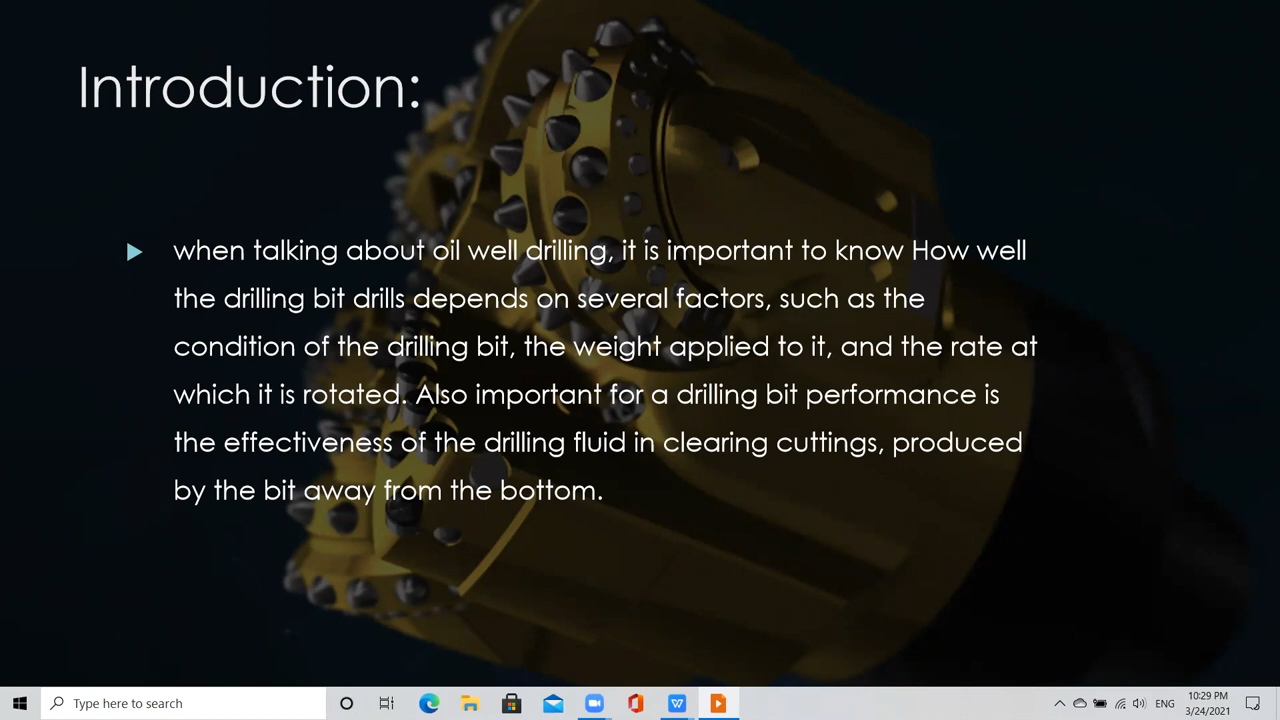 Introduction:
when talking about oil well drilling, it is important to know How well
the drilling bit drills depends on several factors, such as the
condition of the drilling bit, the weight applied to it, and the rate at
which it is rotated. Also important for a drilling bit performance is
the effectiveness of the drilling fluid in clearing cuttings, produced
by the bit away from the bottom.
Type here to search
ENG
10:29 PM
3/24/2021